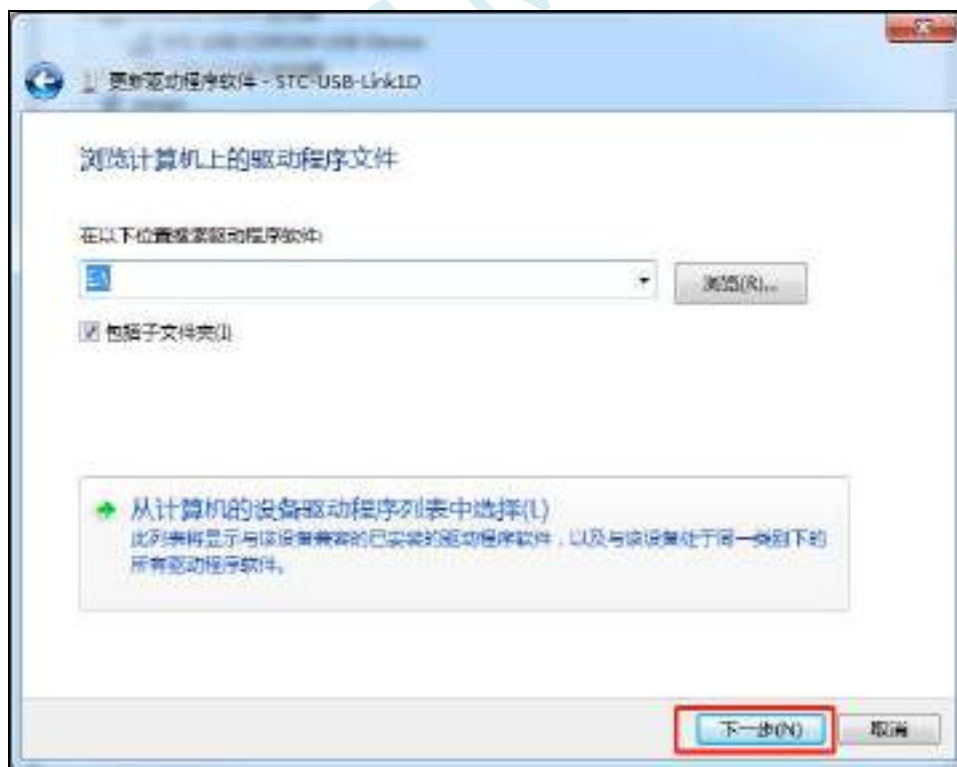 更新驱动程序软件 - STC-USB-Link1D
浏览计算机上的驱动程序文件
在以下位置搜索驱动程序软件:
E:\
浏览(R)...
包括子文件夹(I)
从计算机的设备驱动程序列表中选择(L)
此列表将显示与该设备兼容的已安装的驱动程序软件，以及与该设备处于同一类别下的
所有驱动程序软件。
下一步(N)
取消